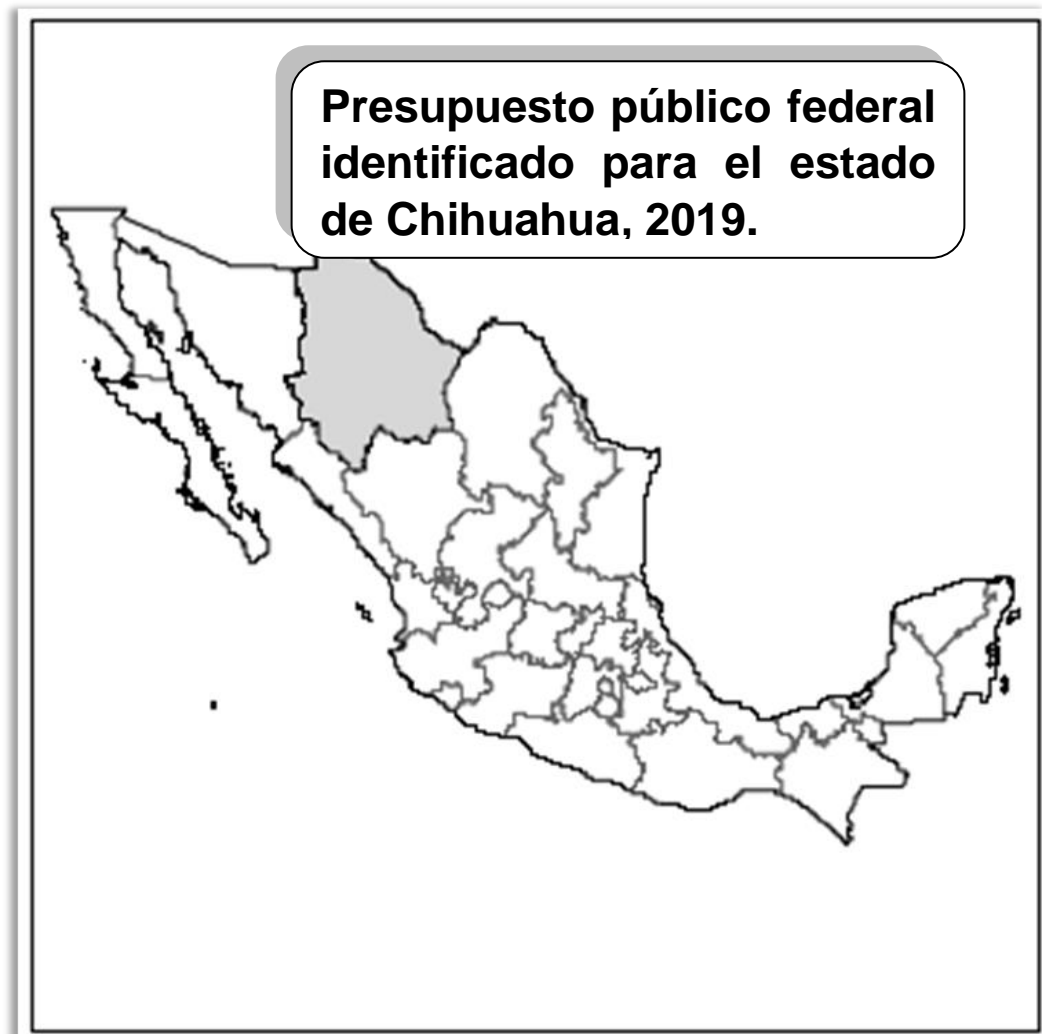 Presupuesto público federal
identificado para el estado
de Chihuahua, 2019.